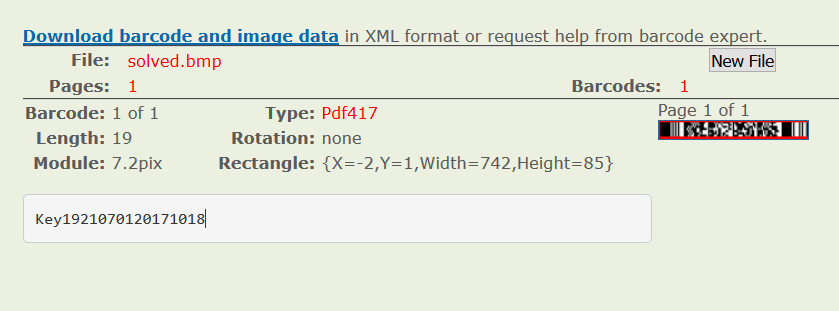 Download barcode and image data in XML format or request help from barcode expert.
File: solved.bmp New File
Pages: 1 Barcodes: 1
Barcode: 1 of 1 Type: Pdf417 Page 1 of 1
Length: 19 Rotation: none
Module: 7.2pix Rectangle: {X=-2,Y=1,Width=742,Height=85}
Key1921070120171018